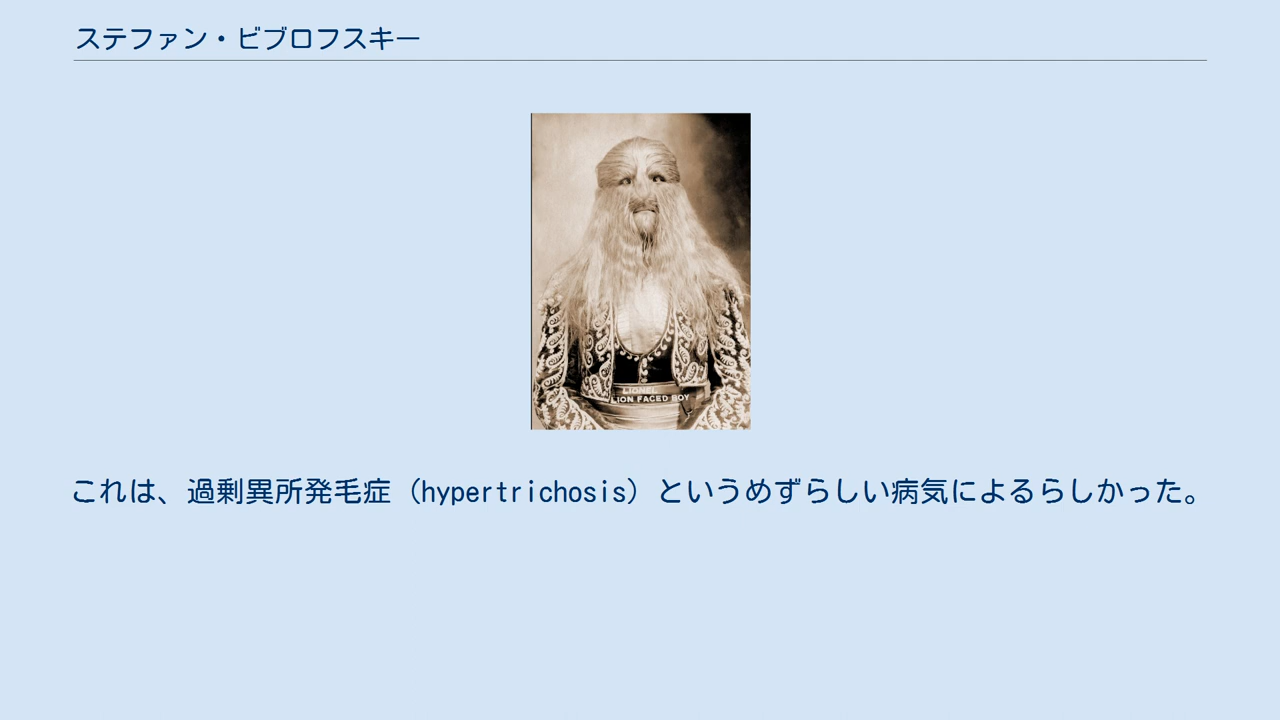 ステファン・ビブロフスキー
LIONEL
LION FACED BOY
これは、過剰異所発毛症（hypertrichosis）というめずらしい病気によるらしかった。